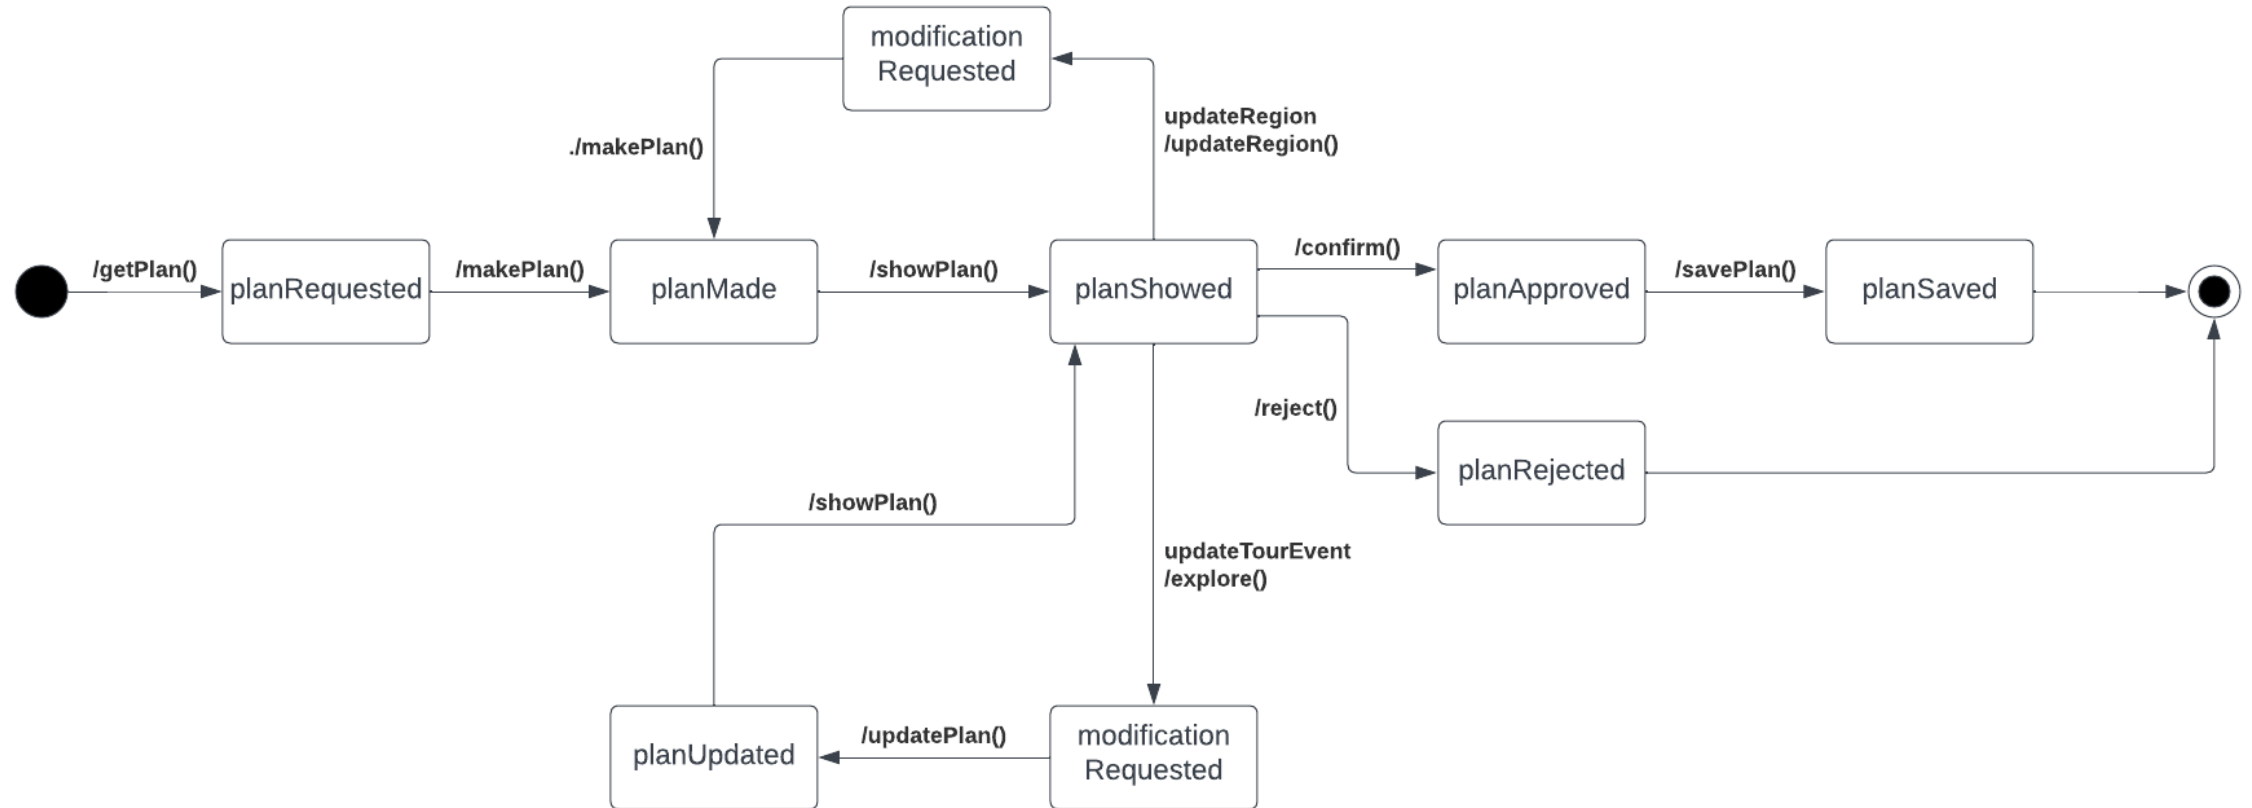 modification
Requested
updateRegion
/updateRegion()
./makePlan()
/getPlan()
planRequested
/makePlan()
planMade
/showPlan()
planShowed
/confirm()
planApproved
/savePlan()
planSaved
/reject()
planRejected
/showPlan()
updateTourEvent
/explore()
planUpdated
/updatePlan()
modification
Requested